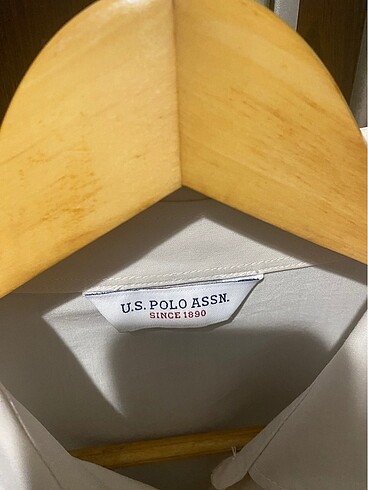 U.S. POLO ASSN.
SINCE 1890